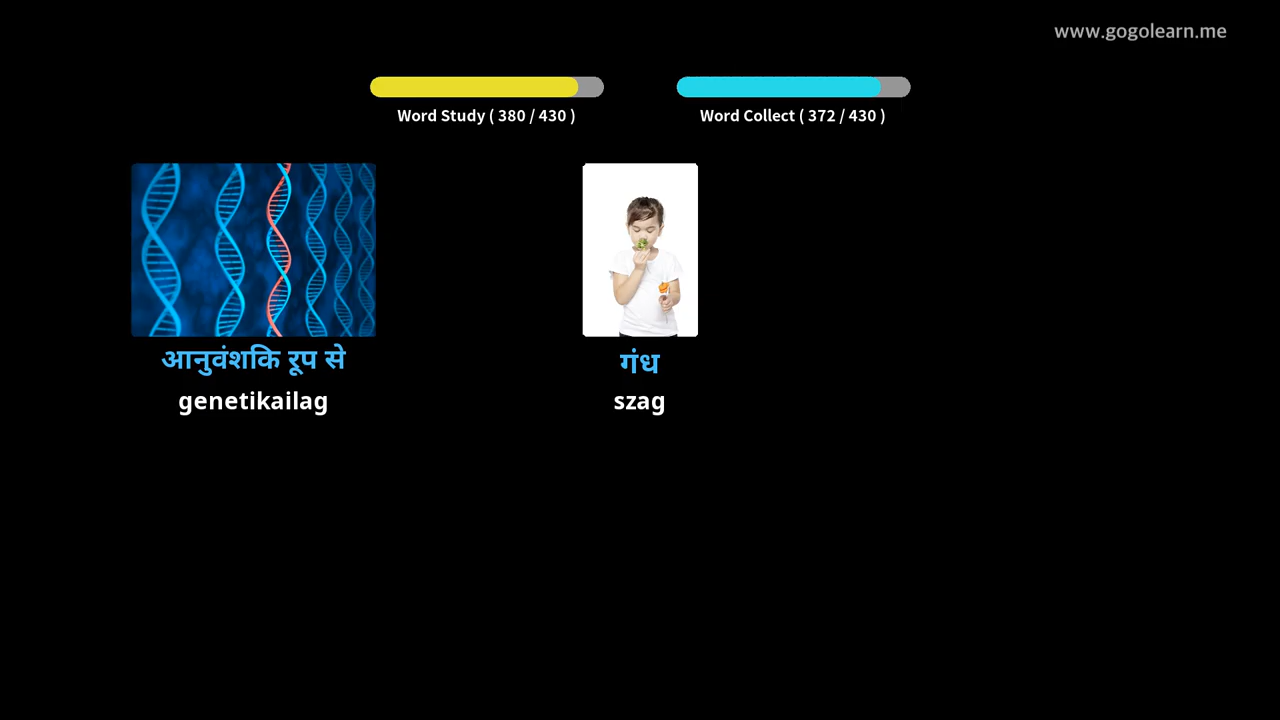 www.gogolearn.me
Word Study ( 380 / 430 )
Word Collect ( 372 / 430 )
आनुवंशकि रूप से
genetikailag
गंध
szag